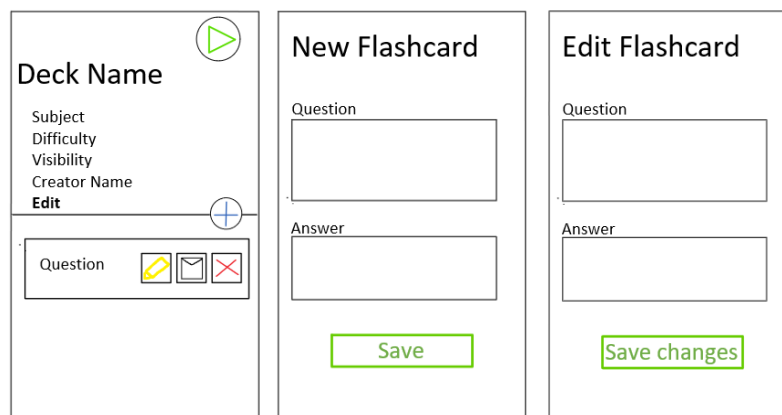 Deck Name
Subject
Difficulty
Visibility
Creator Name
Edit
Question
New Flashcard
Question
Answer
Save
Edit Flashcard
Question
Answer
Save changes